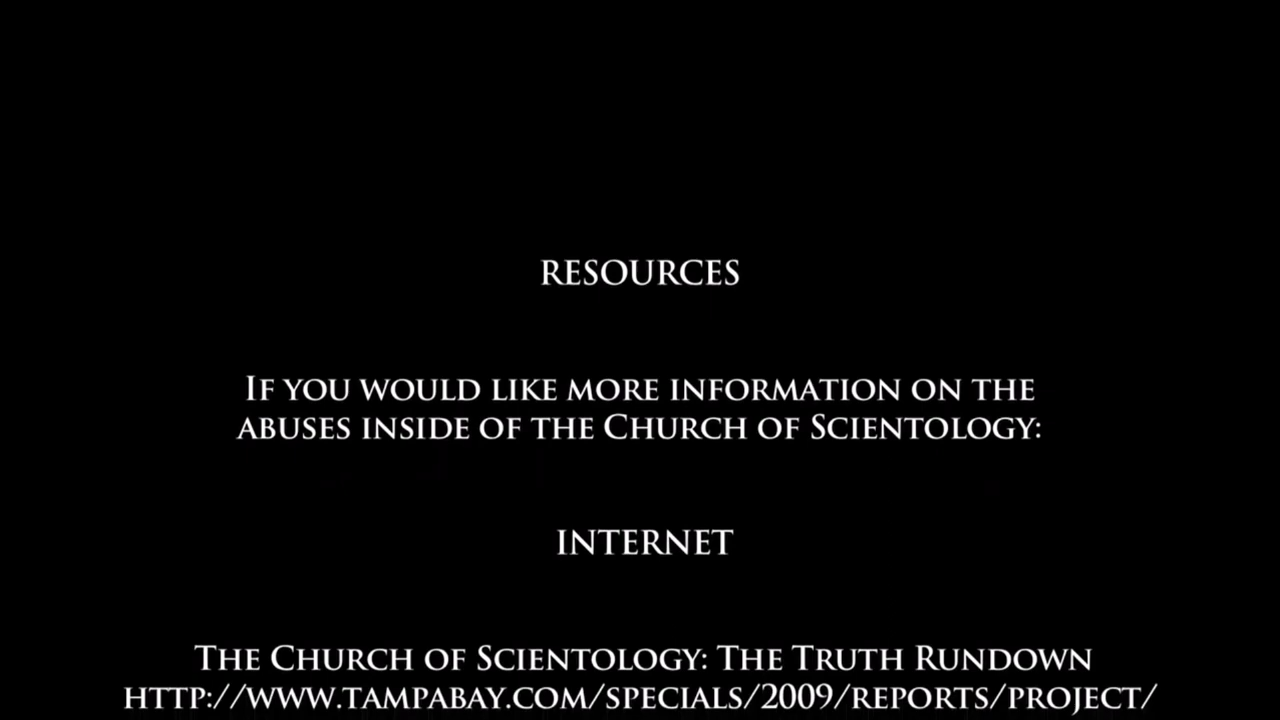 RESOURCES
If you would like more information on the
abuses inside of the Church of Scientology:
INTERNET
The Church of Scientology: The Truth Rundown
http://www.tampabay.com/specials/2009/reports/project/